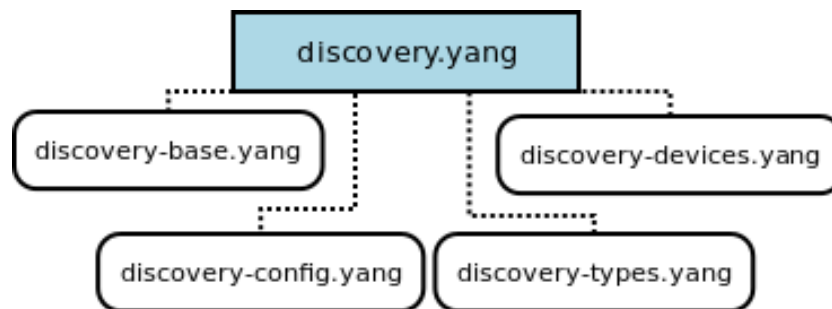 discovery.yang
discovery-base.yang
discovery-devices.yang
discovery-config.yang
discovery-types.yang